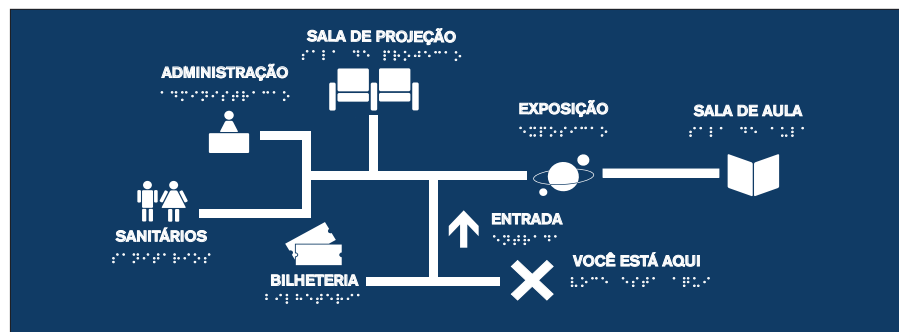 SALA DE PROJEÇÃO
⠎⠁⠇⠁ ⠙⠑ ⠏⠗⠕⠚⠑⠉⠁⠕
ADMINISTRAÇÃO
⠁⠙⠍⠊⠝⠊⠎⠞⠗⠁⠉⠁⠕
EXPOSIÇÃO
⠑⠭⠏⠕⠎⠊⠉⠁⠕
SALA DE AULA
⠎⠁⠇⠁ ⠙⠑ ⠁⠥⠇⠁
SANITÁRIOS
⠎⠁⠝⠊⠞⠁⠗⠊⠕⠎
ENTRADA
⠑⠝⠞⠗⠁⠙⠁
BILHETERIA
⠃⠊⠇⠓⠑⠞⠑⠗⠊⠁
VOCÊ ESTÁ AQUI
⠧⠕⠉⠑ ⠑⠎⠞⠁ ⠁⠟⠥⠊